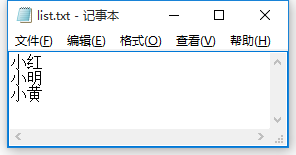 list.txt - 记事本
文件(F) 编辑(E) 格式(O) 查看(V) 帮助(H)
小红
小明
小黄